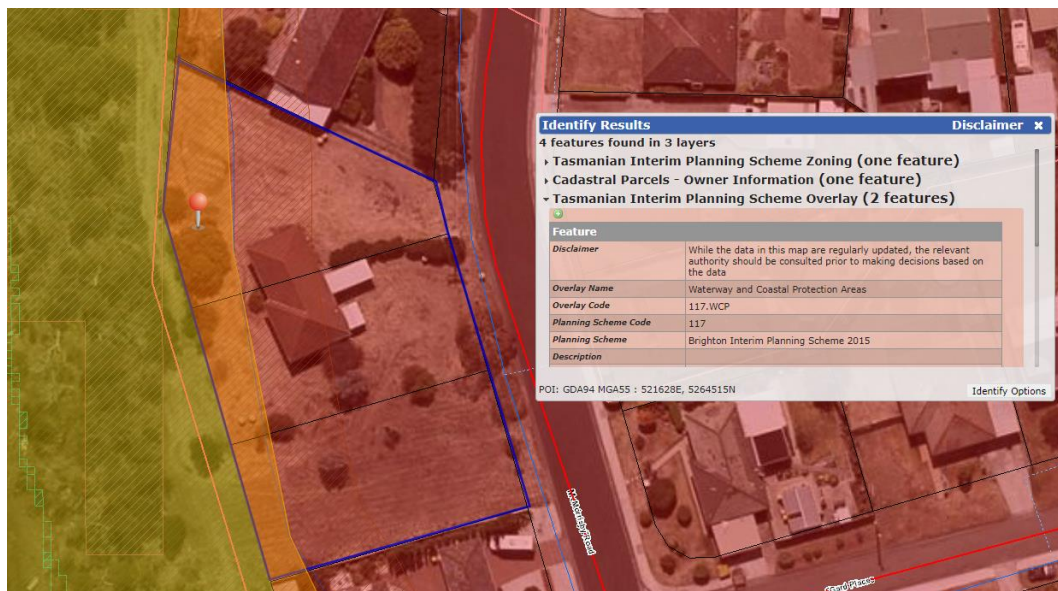 Identify Results Disclaimer ×
4 features found in 3 layers
Tasmanian Interim Planning Scheme Zoning (one feature)
Cadastral Parcels - Owner Information (one feature)
Tasmanian Interim Planning Scheme Overlay (2 features)
Feature
Disclaimer While the data in this map are regularly updated, the relevant
authority should be consulted prior to making decisions based on
the data
Overlay Name Waterway and Coastal Protection Areas
Overlay Code 117.WCP
Planning Scheme Code 117
Planning Scheme Brighton Interim Planning Scheme 2015
Description
POI: GDA94 MGA55 : 521628E, 5264515N Identify Options
Road
Place